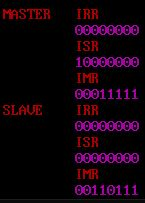 MASTER IRR
00000000
ISR
10000000
IMR
00011111
SLAVE IRR
00000000
ISR
00000000
IMR
00110111